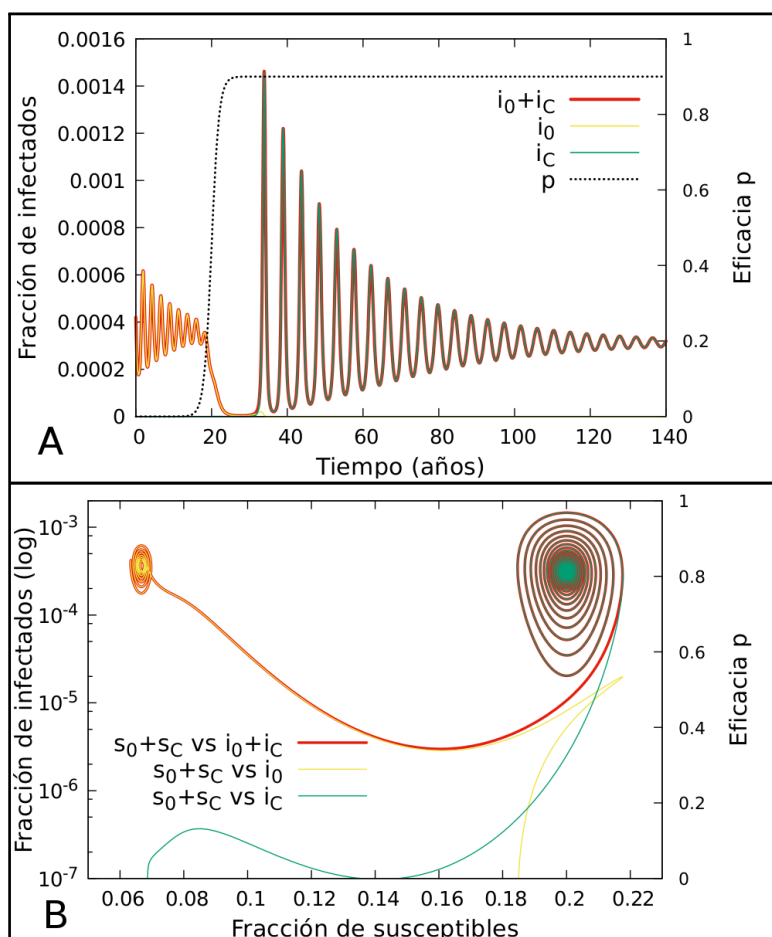 0.0016
0.0014
0.0012
0.001
0.0008
0.0006
0.0004
0.0002
0
Fracción de infectados
1
0.8
0.6
0.4
0.2
0
Eficacia p
i0+iC
i0
iC
p
0 20 40 60 80 100 120 140
Tiempo (años)
A
10-3
10-4
10-5
10-6
10-7
Fracción de infectados (log)
1
0.8
0.6
0.4
0.2
0
Eficacia p
s0+sC vs i0+iC
s0+sC vs i0
s0+sC vs iC
0.06 0.08 0.1 0.12 0.14 0.16 0.18 0.2 0.22
Fracción de susceptibles
B